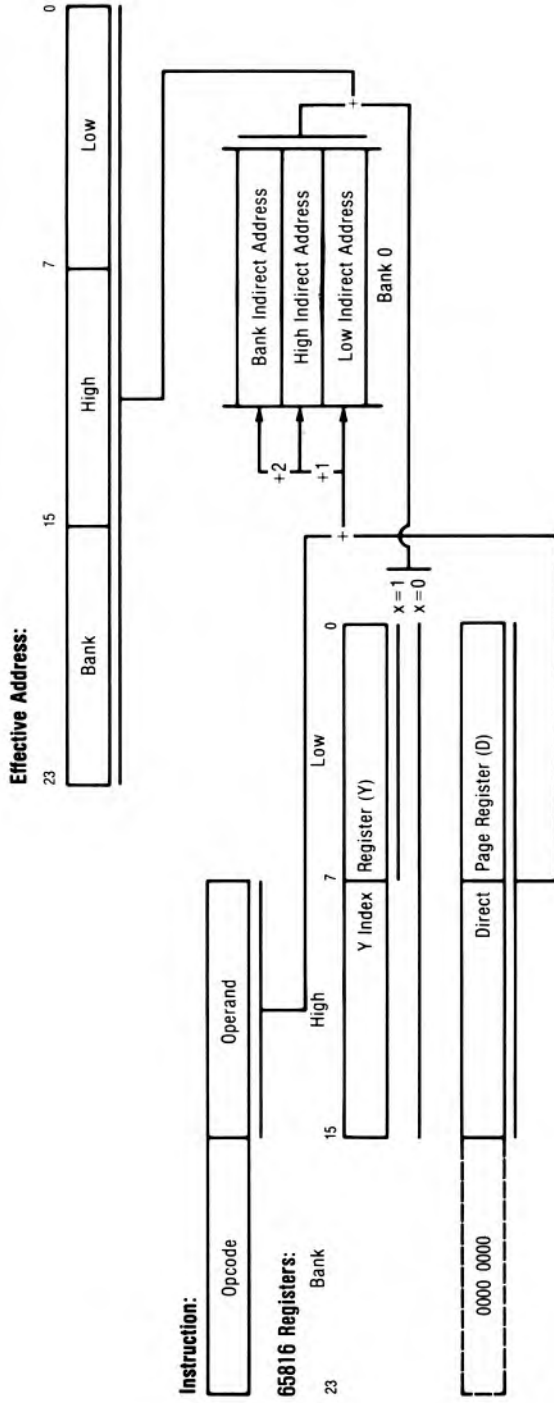 Effective Address:
23 15 7 0
Bank High Low
Instruction:
Opcode Operand
65816 Registers:
Bank High Low
23 15 7 0
Y Index Register (Y)
x = 1
x = 0
0000 0000 Direct Page Register (D)
+
+1
+2
Bank Indirect Address
High Indirect Address
Low Indirect Address
Bank 0
+